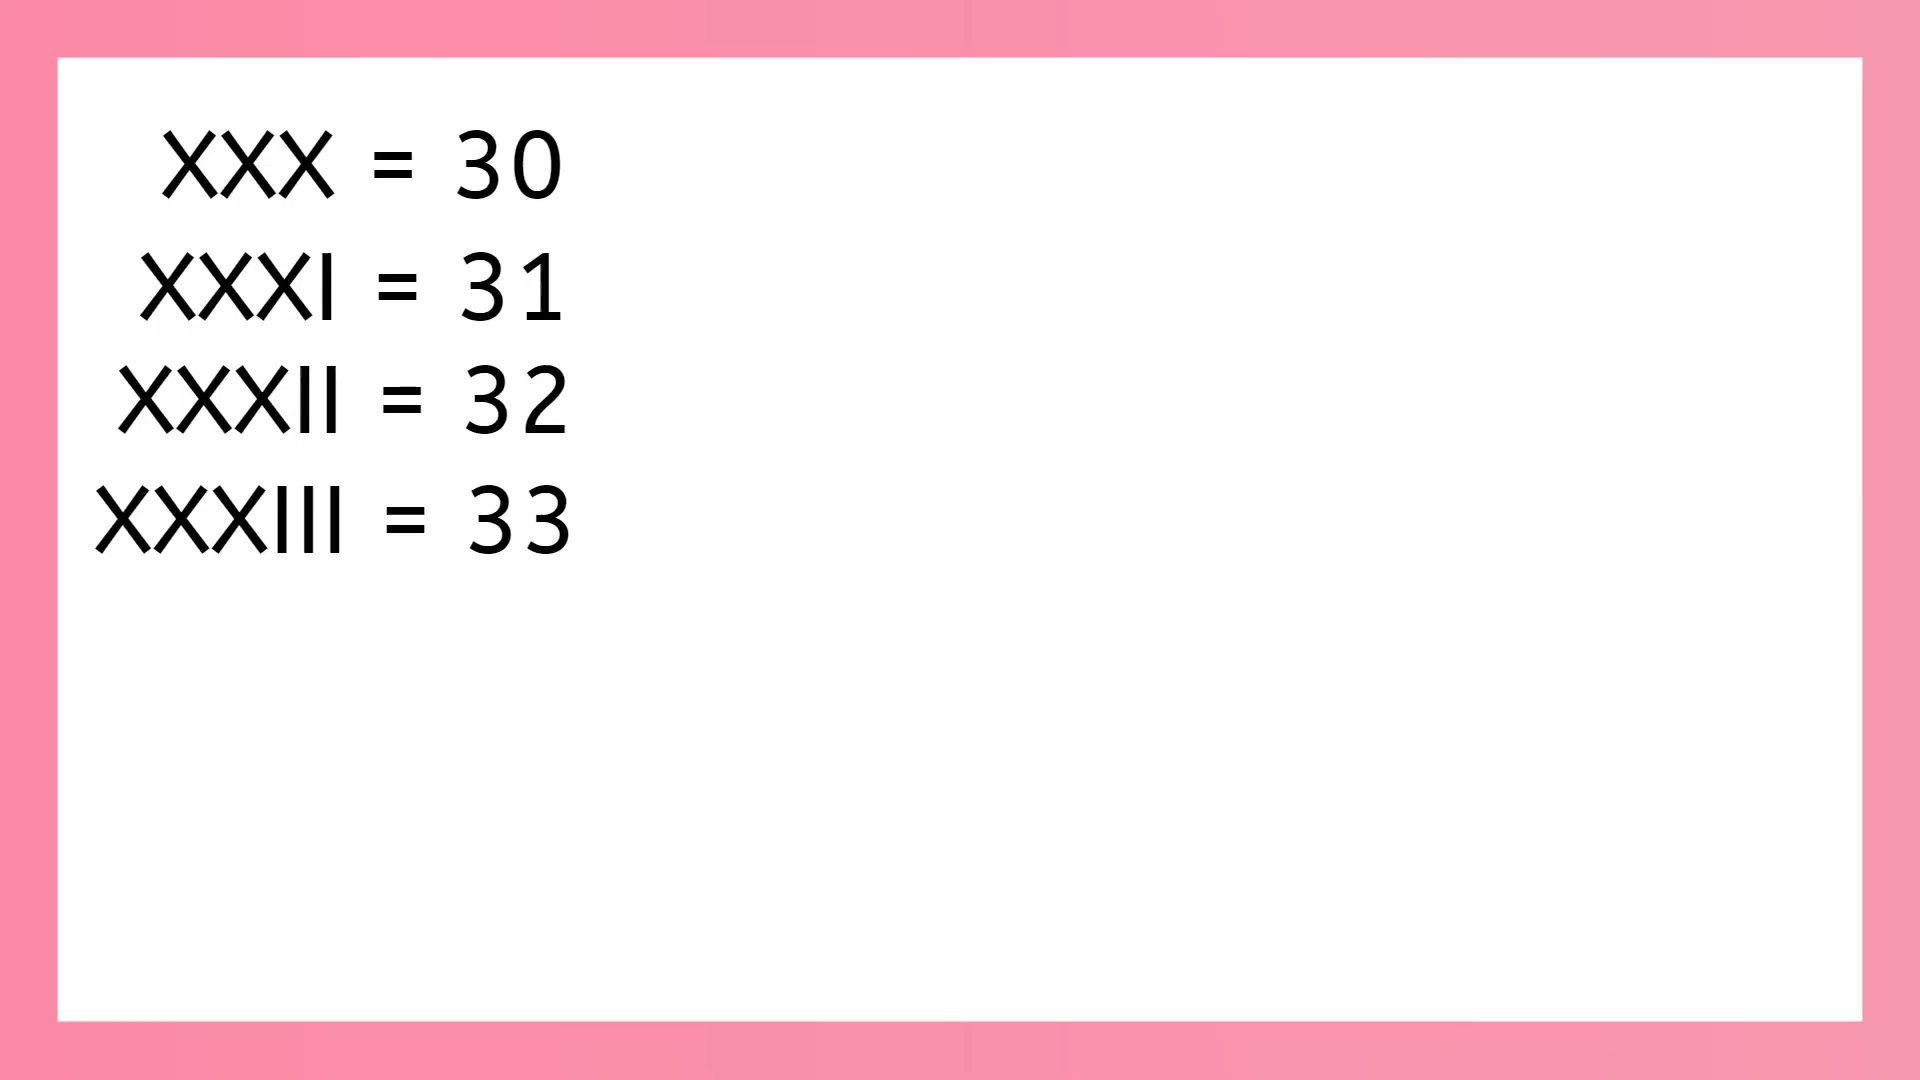 XXX = 30
XXXI = 31
XXXII = 32
XXXIII = 33